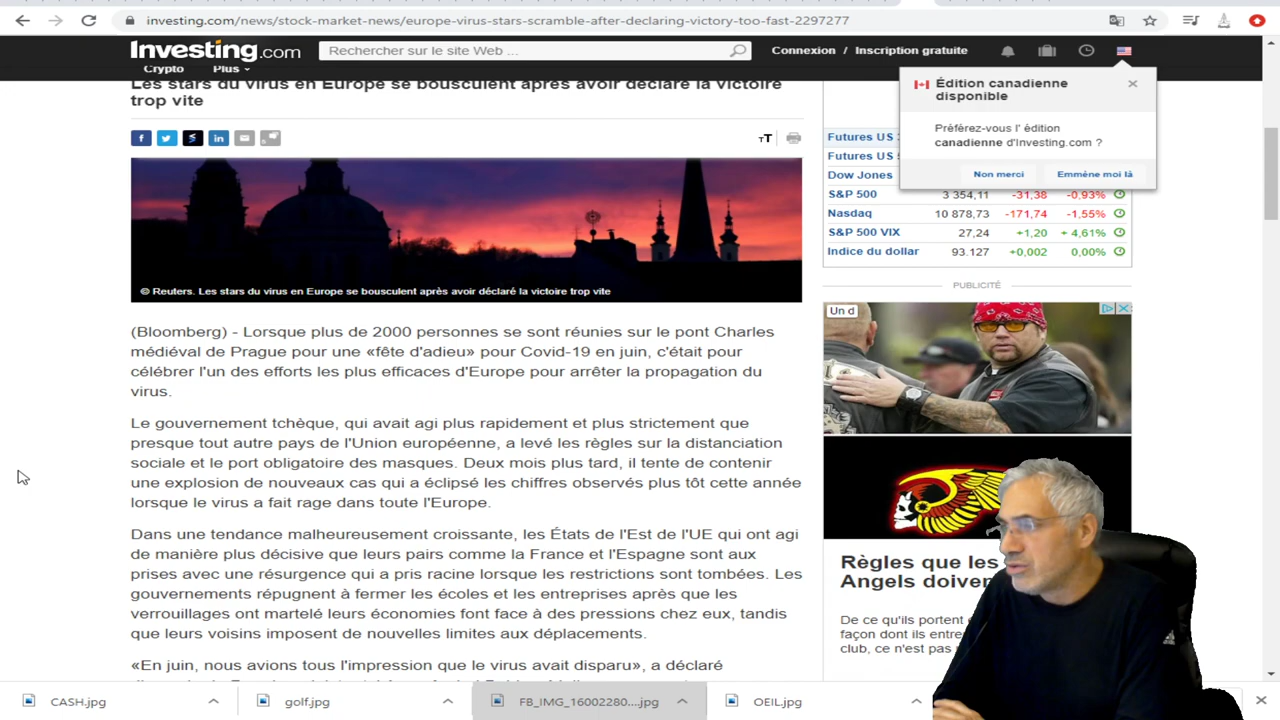 investing.com/news/stock-market-news/europe-virus-stars-scramble-after-declaring-victory-too-fast-2297277
Investing.com
Rechercher sur le site Web ...
Connexion / Inscription gratuite
Crypto Plus
Les stars du virus en Europe se bousculent après avoir déclaré la victoire
trop vite
Édition canadienne
disponible
Préférez-vous l' édition
canadienne d'Investing.com ?
Non merci Emméne moi là
Futures US
Futures US
Dow Jones
S&P 500 3 354,11 -31,38 -0,93%
Nasdaq 10 878,73 -171,74 -1,55%
S&P 500 VIX 27,24 +1,20 + 4,61%
Indice du dollar 93.127 +0,002 0,00%
PUBLICITÉ
Un d
© Reuters. Les stars du virus en Europe se bousculent après avoir déclaré la victoire trop vite
(Bloomberg) - Lorsque plus de 2000 personnes se sont réunies sur le pont Charles
médiéval de Prague pour une «fête d'adieu» pour Covid-19 en juin, c'était pour
célébrer l'un des efforts les plus efficaces d'Europe pour arrêter la propagation du
virus.
Le gouvernement tchèque, qui avait agi plus rapidement et plus strictement que
presque tout autre pays de l'Union européenne, a levé les règles sur la distanciation
sociale et le port obligatoire des masques. Deux mois plus tard, il tente de contenir
une explosion de nouveaux cas qui a éclipsé les chiffres observés plus tôt cette année
lorsque le virus a fait rage dans toute l'Europe.
Dans une tendance malheureusement croissante, les États de l'Est de l'UE qui ont agi
de manière plus décisive que leurs pairs comme la France et l'Espagne sont aux
prises avec une résurgence qui a pris racine lorsque les restrictions sont tombées. Les
gouvernements répugnent à fermer les écoles et les entreprises après que les
verrouillages ont martelé leurs économies font face à des pressions chez eux, tandis
que leurs voisins imposent de nouvelles limites aux déplacements.
«En juin, nous avions tous l'impression que le virus avait disparu», a déclaré
Règles que les
Angels
De ce qu'ils portent
façon dont ils
club, ce n'est pas
CASH.jpg
golf.jpg
FB_IMG_16002280....jpg
OEIL.jpg